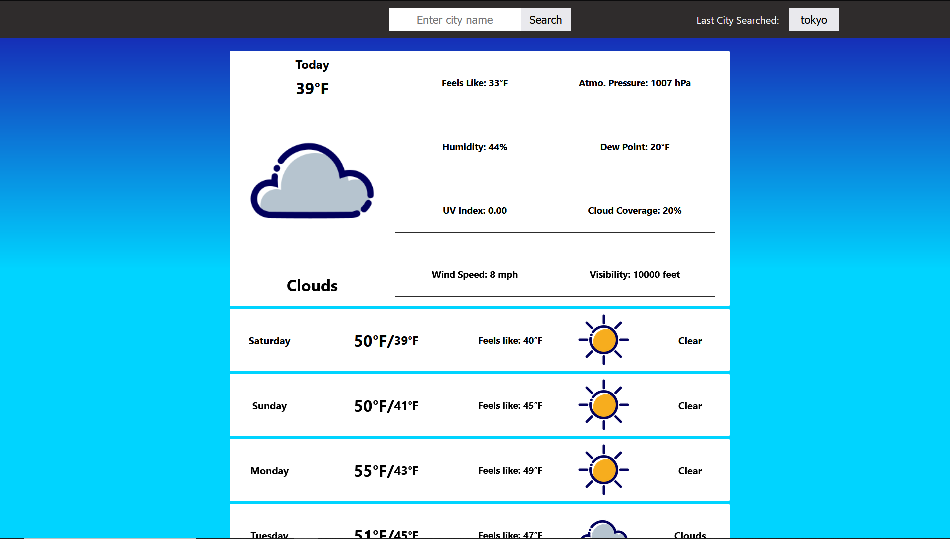 Enter city name Search Last City Searched: tokyo
Today
39°F
Feels Like: 33°F Atmo. Pressure: 1007 hPa
Humidity: 44% Dew Point: 20°F
UV Index: 0.00 Cloud Coverage: 20%
Wind Speed: 8 mph Visibility: 10000 feet
Clouds
Saturday 50°F/39°F Feels like: 40°F Clear
Sunday 50°F/41°F Feels like: 45°F Clear
Monday 55°F/43°F Feels like: 49°F Clear
Tuesday 51°F/45°F Feels like: 47°F Clouds